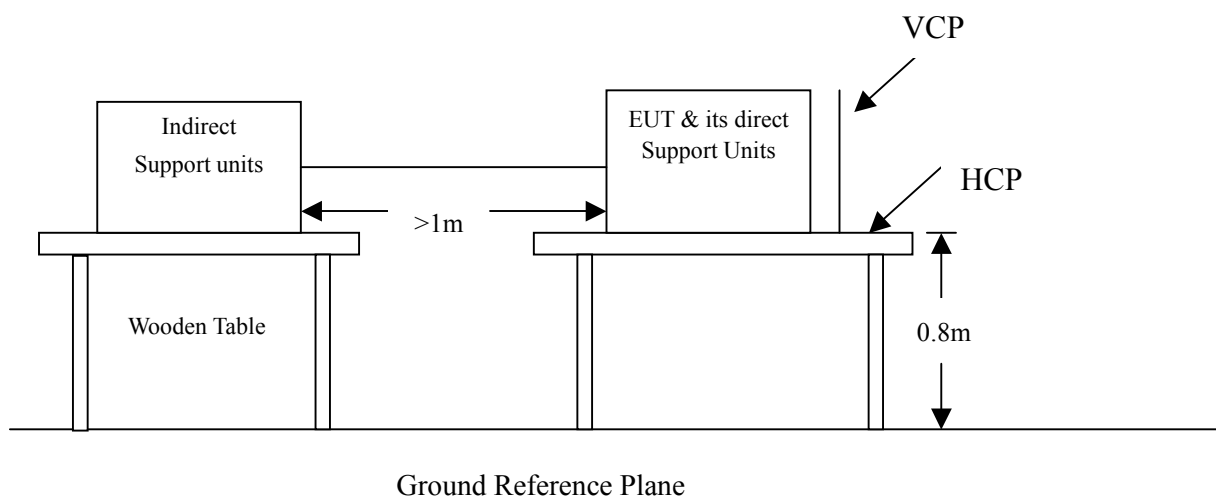 VCP
Indirect
Support units
EUT & its direct
Support Units
HCP
>1m
Wooden Table
0.8m
Ground Reference Plane